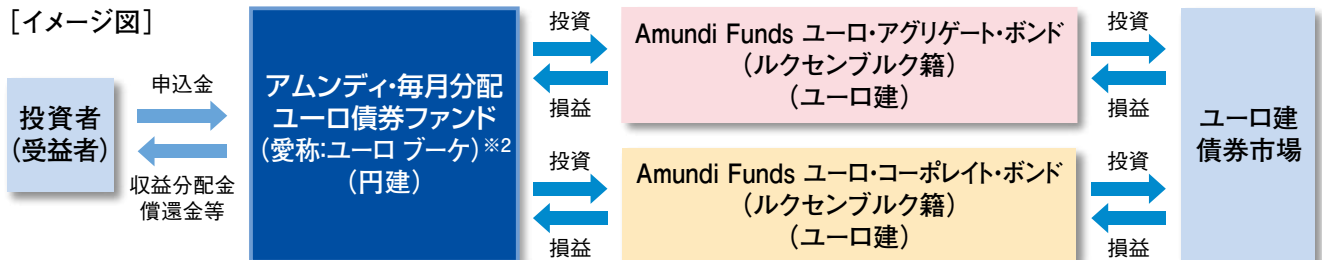 [イメージ図]
投資者
(受益者)
申込金
収益分配金
償還金等
アムンディ・毎月分配
ユーロ債券ファンド
(愛称:ユーロ ブーケ)※2
(円建)
投資
損益
投資
損益
Amundi Funds ユーロ・アグリゲート・ボンド
(ルクセンブルク籍)
(ユーロ建)
Amundi Funds ユーロ・コーポレイト・ボンド
(ルクセンブルク籍)
(ユーロ建)
投資
損益
投資
損益
ユーロ建
債券市場